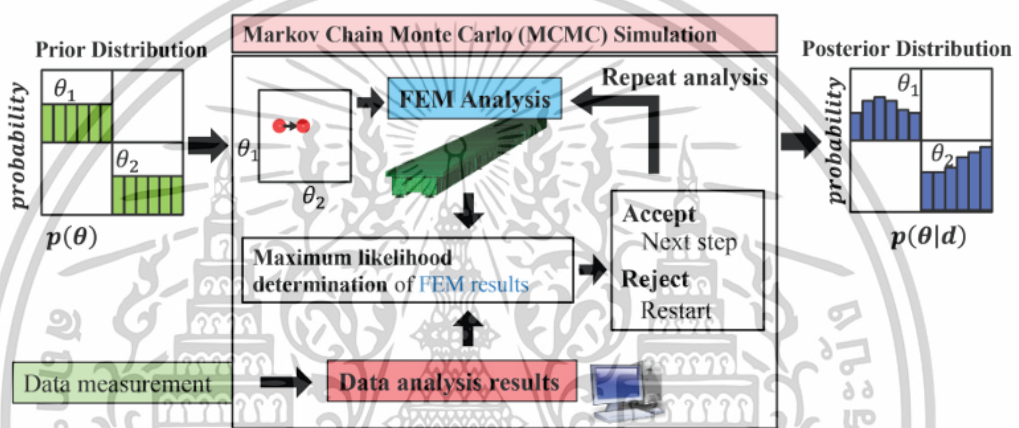 Markov Chain Monte Carlo (MCMC) Simulation
Prior Distribution
probability
θ1
θ2
p(θ)
θ1
θ2
FEM Analysis
Repeat analysis
Accept
Next step
Reject
Restart
Maximum likelihood
determination of FEM results
Data measurement
Data analysis results
Posterior Distribution
probability
θ1
θ2
p(θ|d)